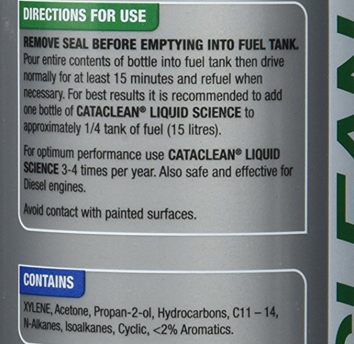 DIRECTIONS FOR USE
REMOVE SEAL BEFORE EMPTYING INTO FUEL TANK.
Pour entire contents of bottle into fuel tank then drive
normally for at least 15 minutes and refuel when
necessary. For best results it is recommended to add
one bottle of CATACLEAN® LIQUID SCIENCE to
approximately 1/4 tank of fuel (15 litres).
For optimum performance use CATACLEAN® LIQUID
SCIENCE 3-4 times per year. Also safe and effective for
Diesel engines.
Avoid contact with painted surfaces.
CONTAINS
XYLENE, Acetone, Propan-2-ol, Hydrocarbons, C11 – 14,
N-Alkanes, Isoalkanes, Cyclic, <2% Aromatics.
CLEAN